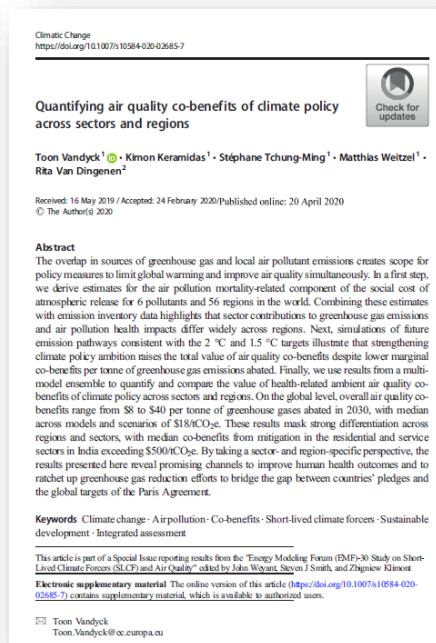 Climatic Change
https://doi.org/10.1007/s10584-020-02685-7
Check for
updates
Quantifying air quality co-benefits of climate policy
across sectors and regions
Toon Vandyck1 iD · Kimon Keramidas1 · Stéphane Tchung-Ming1 · Matthias Weitzel1 ·
Rita Van Dingenen2
Received: 16 May 2019 / Accepted: 24 February 2020/Published online: 20 April 2020
© The Author(s) 2020
Abstract
The overlap in sources of greenhouse gas and local air pollutant emissions creates scope for
policy measures to limit global warming and improve air quality simultaneously. In a first step,
we derive estimates for the air pollution mortality-related component of the social cost of
atmospheric release for 6 pollutants and 56 regions in the world. Combining these estimates
with emission inventory data highlights that sector contributions to greenhouse gas emissions
and air pollution health impacts differ widely across regions. Next, simulations of future
emission pathways consistent with the 2 °C and 1.5 °C targets illustrate that strengthening
climate policy ambition raises the total value of air quality co-benefits despite lower marginal
co-benefits per tonne of greenhouse gas emissions abated. Finally, we use results from a multi-
model ensemble to quantify and compare the value of health-related ambient air quality co-
benefits of climate policy across sectors and regions. On the global level, overall air quality co-
benefits range from $8 to $40 per tonne of greenhouse gases abated in 2030, with median
across models and scenarios of $18/tCO2e. These results mask strong differentiation across
regions and sectors, with median co-benefits from mitigation in the residential and service
sectors in India exceeding $500/tCO2e. By taking a sector- and region-specific perspective, the
results presented here reveal promising channels to improve human health outcomes and to
ratchet up greenhouse gas reduction efforts to bridge the gap between countries' pledges and
the global targets of the Paris Agreement.
Keywords Climate change · Air pollution · Co-benefits · Short-lived climate forcers · Sustainable
development · Integrated assessment
This article is part of a Special Issue reporting results from the "Energy Modeling Forum (EMF)-30 Study on Short-
Lived Climate Forcers (SLCF) and Air Quality" edited by John Weyant, Steven J Smith, and Zbigniew Klimont
Electronic supplementary material The online version of this article (https://doi.org/10.1007/s10584-020-
02685-7) contains supplementary material, which is available to authorized users.
Toon Vandyck
Toon.Vandyck@ec.europa.eu